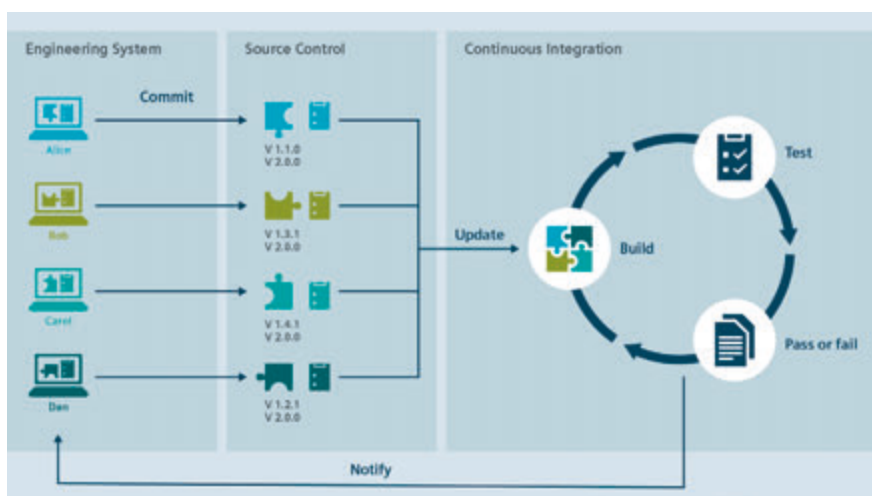 Engineering System
Source Control
Continuous Integration
Commit
Alice
V 1.1.0
V 2.0.0
Bob
V 1.3.1
V 2.0.0
Carol
V 1.4.1
V 2.0.0
Dan
V 1.2.1
V 2.0.0
Update
Build
Test
Pass or fail
Notify